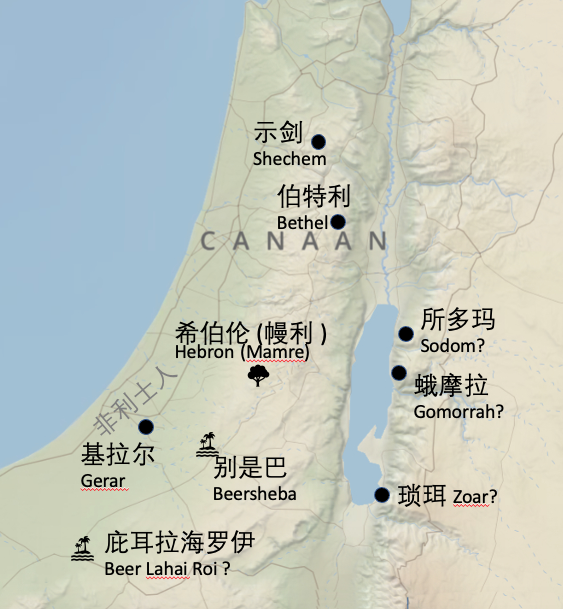 示剑
Shechem
伯特利
Bethel
CANAAN
希伯伦 (幔利 )
Hebron (Mamre)
所多玛
Sodom?
蛾摩拉
Gomorrah?
非利士人
基拉尔
Gerar
别是巴
Beersheba
琐珥 Zoar?
庇耳拉海罗伊
Beer Lahai Roi ?